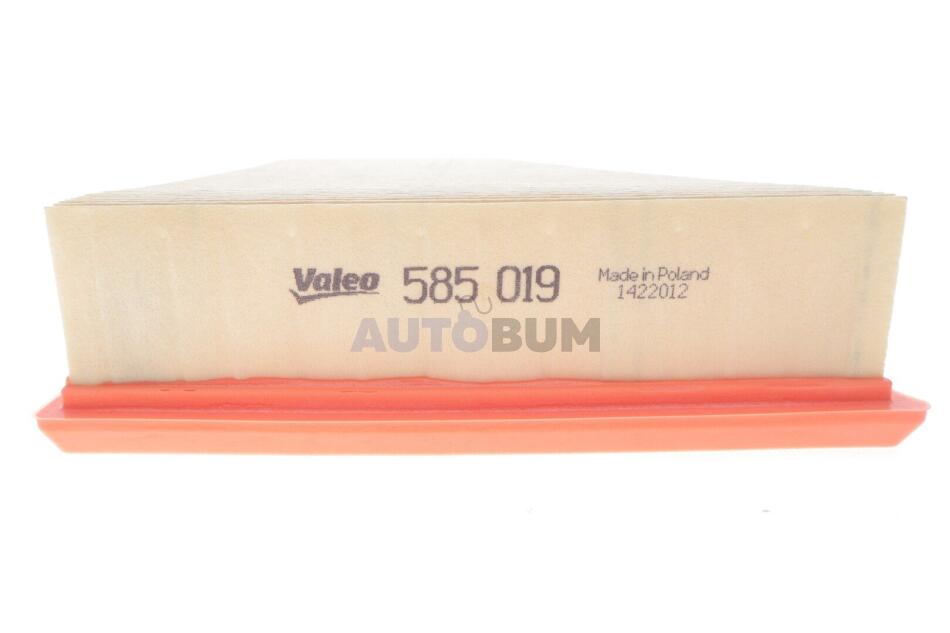 Valeo 585 019
Made in Poland
1422012
AUTOBUM